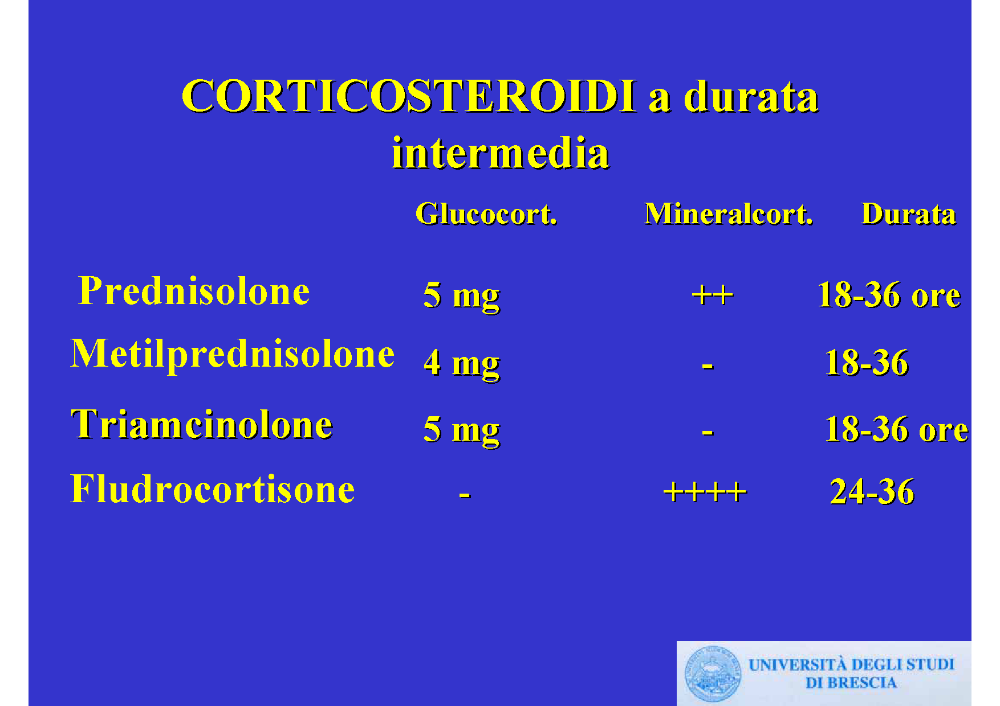 CORTICOSTEROIDI a durata
intermedia
Glucocort. Mineralcort. Durata
Prednisolone 5 mg ++ 18-36 ore
Metilprednisolone 4 mg - 18-36
Triamcinolone 5 mg - 18-36 ore
Fludrocortisone - ++++ 24-36
UNIVERSITÀ DEGLI STUDI
DI BRESCIA